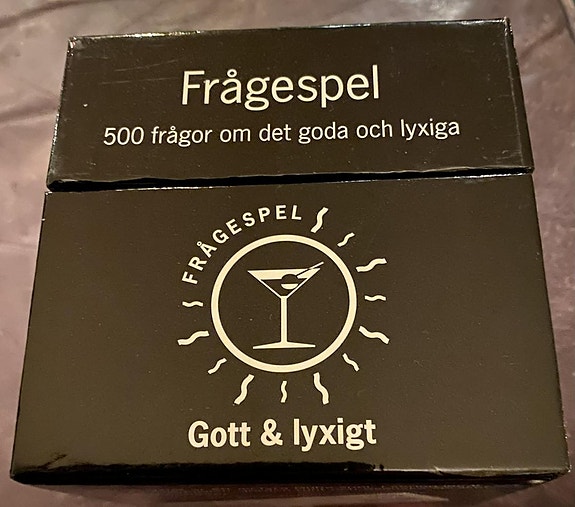 Frågespel
500 frågor om det goda och lyxiga
FRÅGESPEL
Gott & lyxigt